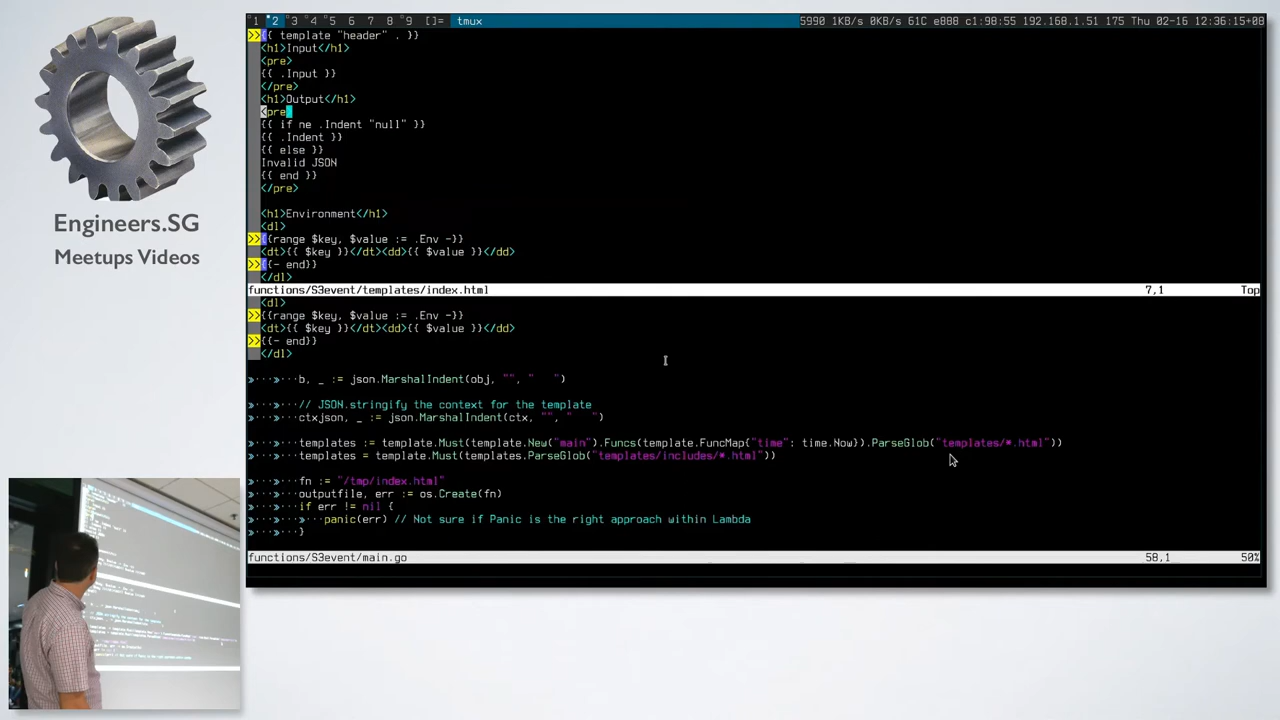 1 2 3 4 5 6 7 8 9 []= tmux 5990 1KB/s 0KB/s 61C e888 c1:98:55 192.168.1.51 175 Thu 02-16 12:36:15+08
>>{{ template "header" . }}
<h1>Input</h1>
<pre>
{{ .Input }}
</pre>
<h1>Output</h1>
<pre>
{{ if ne .Indent "null" }}
{{ .Indent }}
{{ else }}
Invalid JSON
{{ end }}
</pre>
<h1>Environment</h1>
<dl>
>>{{range $key, $value := .Env -}}
<dt>{{ $key }}</dt><dd>{{ $value }}</dd>
>>{{- end}}
</dl>
functions/S3event/templates/index.html 7,1 Top
<dl>
>>{{range $key, $value := .Env -}}
<dt>{{ $key }}</dt><dd>{{ $value }}</dd>
>>{{- end}}
</dl>
»···»···b, _ := json.MarshalIndent(obj, "", "   ")
»···»···// JSON.stringify the context for the template
»···»···ctxjson, _ := json.MarshalIndent(ctx, "", "   ")
»···»···templates := template.Must(template.New("main").Funcs(template.FuncMap{"time": time.Now}).ParseGlob("templates/*.html"))
»···»···templates = template.Must(templates.ParseGlob("templates/includes/*.html"))
»···»···fn := "/tmp/index.html"
»···»···outputfile, err := os.Create(fn)
»···»···if err != nil {
»···»···»···panic(err) // Not sure if Panic is the right approach within Lambda
»···»···}
functions/S3event/main.go 58,1 50%
Engineers.SG
Meetups Videos